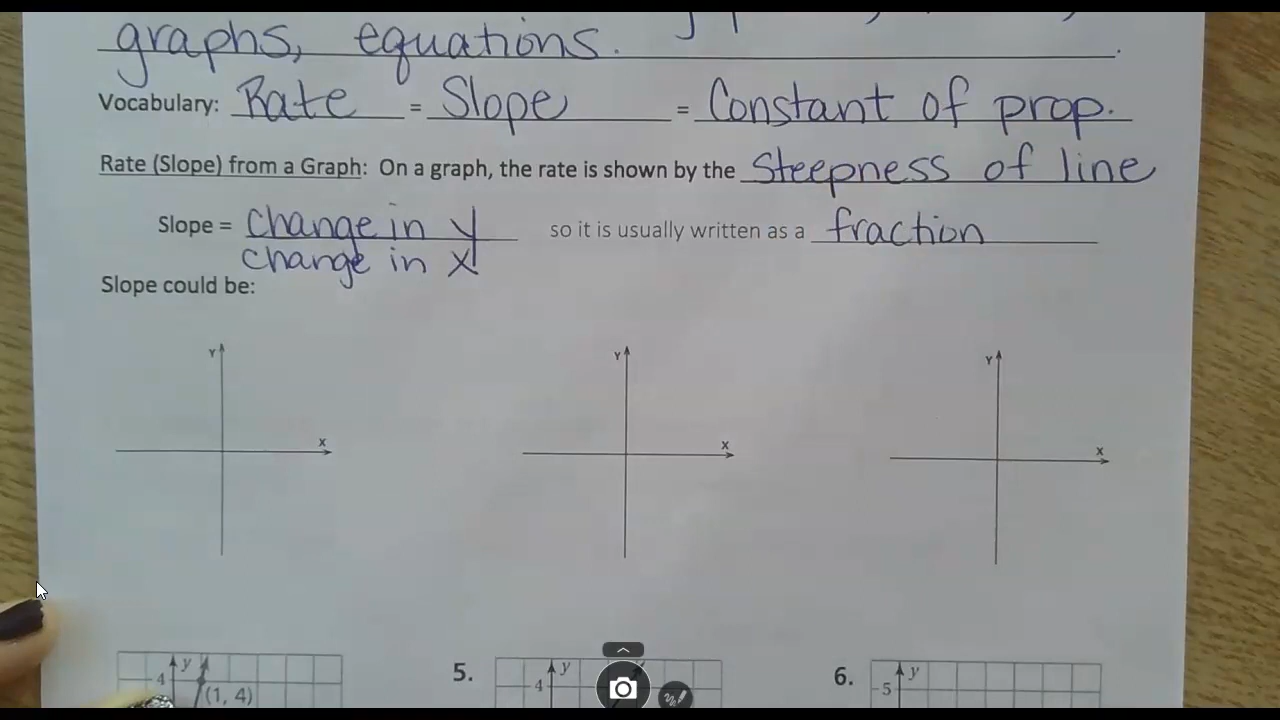 graphs, equations.
Vocabulary: Rate = Slope = Constant of prop.
Rate (Slope) from a Graph: On a graph, the rate is shown by the Steepness of line
Slope = change in y so it is usually written as a fraction
change in x
Slope could be:
Y Y Y
X X X
5. 6.
y y y
4 4 5
(1, 4)